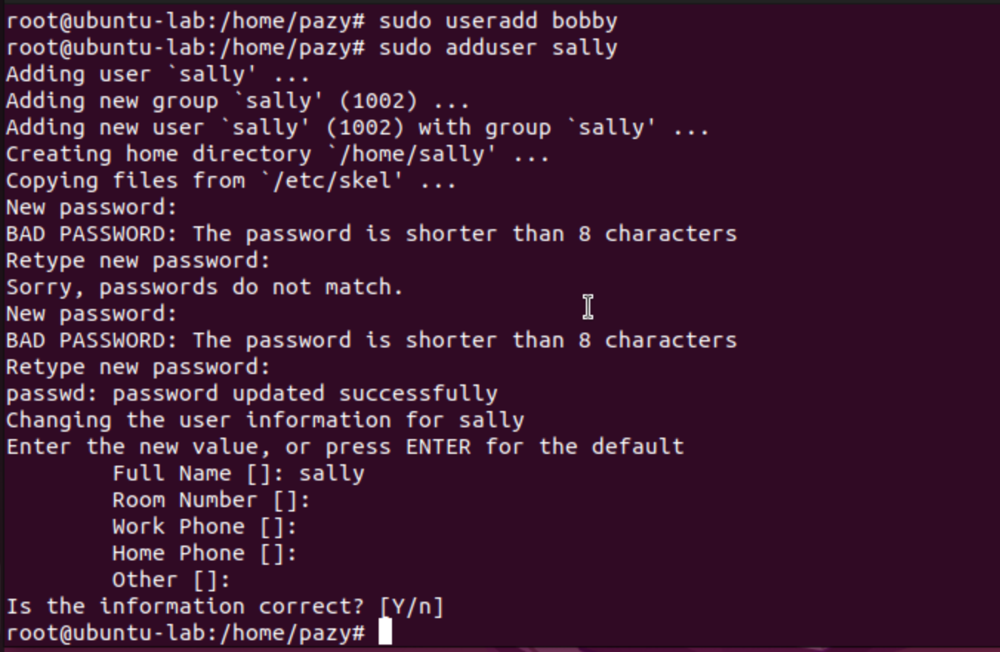 root@ubuntu-lab:/home/pazy# sudo useradd bobby
root@ubuntu-lab:/home/pazy# sudo adduser sally
Adding user `sally' ...
Adding new group `sally' (1002) ...
Adding new user `sally' (1002) with group `sally' ...
Creating home directory `/home/sally' ...
Copying files from `/etc/skel' ...
New password:
BAD PASSWORD: The password is shorter than 8 characters
Retype new password:
Sorry, passwords do not match.
New password:
BAD PASSWORD: The password is shorter than 8 characters
Retype new password:
passwd: password updated successfully
Changing the user information for sally
Enter the new value, or press ENTER for the default
        Full Name []: sally
        Room Number []:
        Work Phone []:
        Home Phone []:
        Other []:
Is the information correct? [Y/n]
root@ubuntu-lab:/home/pazy#